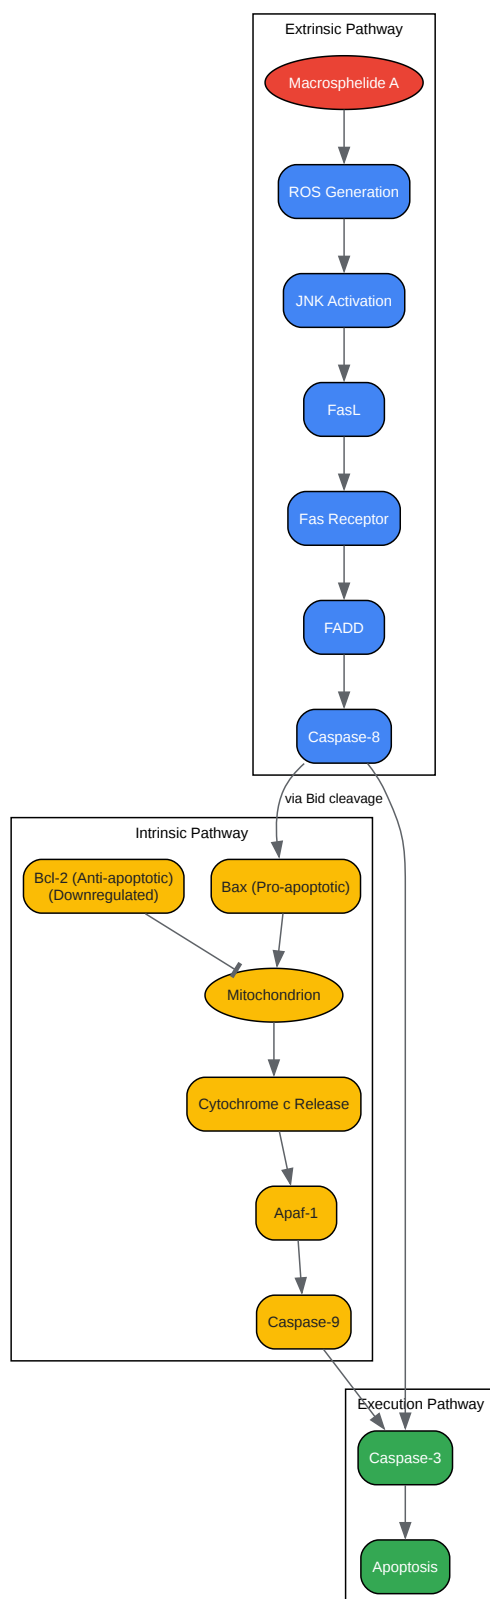 Extrinsic Pathway
Macrosphelide A
ROS Generation
JNK Activation
FasL
Fas Receptor
FADD
Caspase-8
via Bid cleavage
Intrinsic Pathway
Bcl-2 (Anti-apoptotic)
(Downregulated)
Bax (Pro-apoptotic)
Mitochondrion
Cytochrome c Release
Apaf-1
Caspase-9
Execution Pathway
Caspase-3
Apoptosis